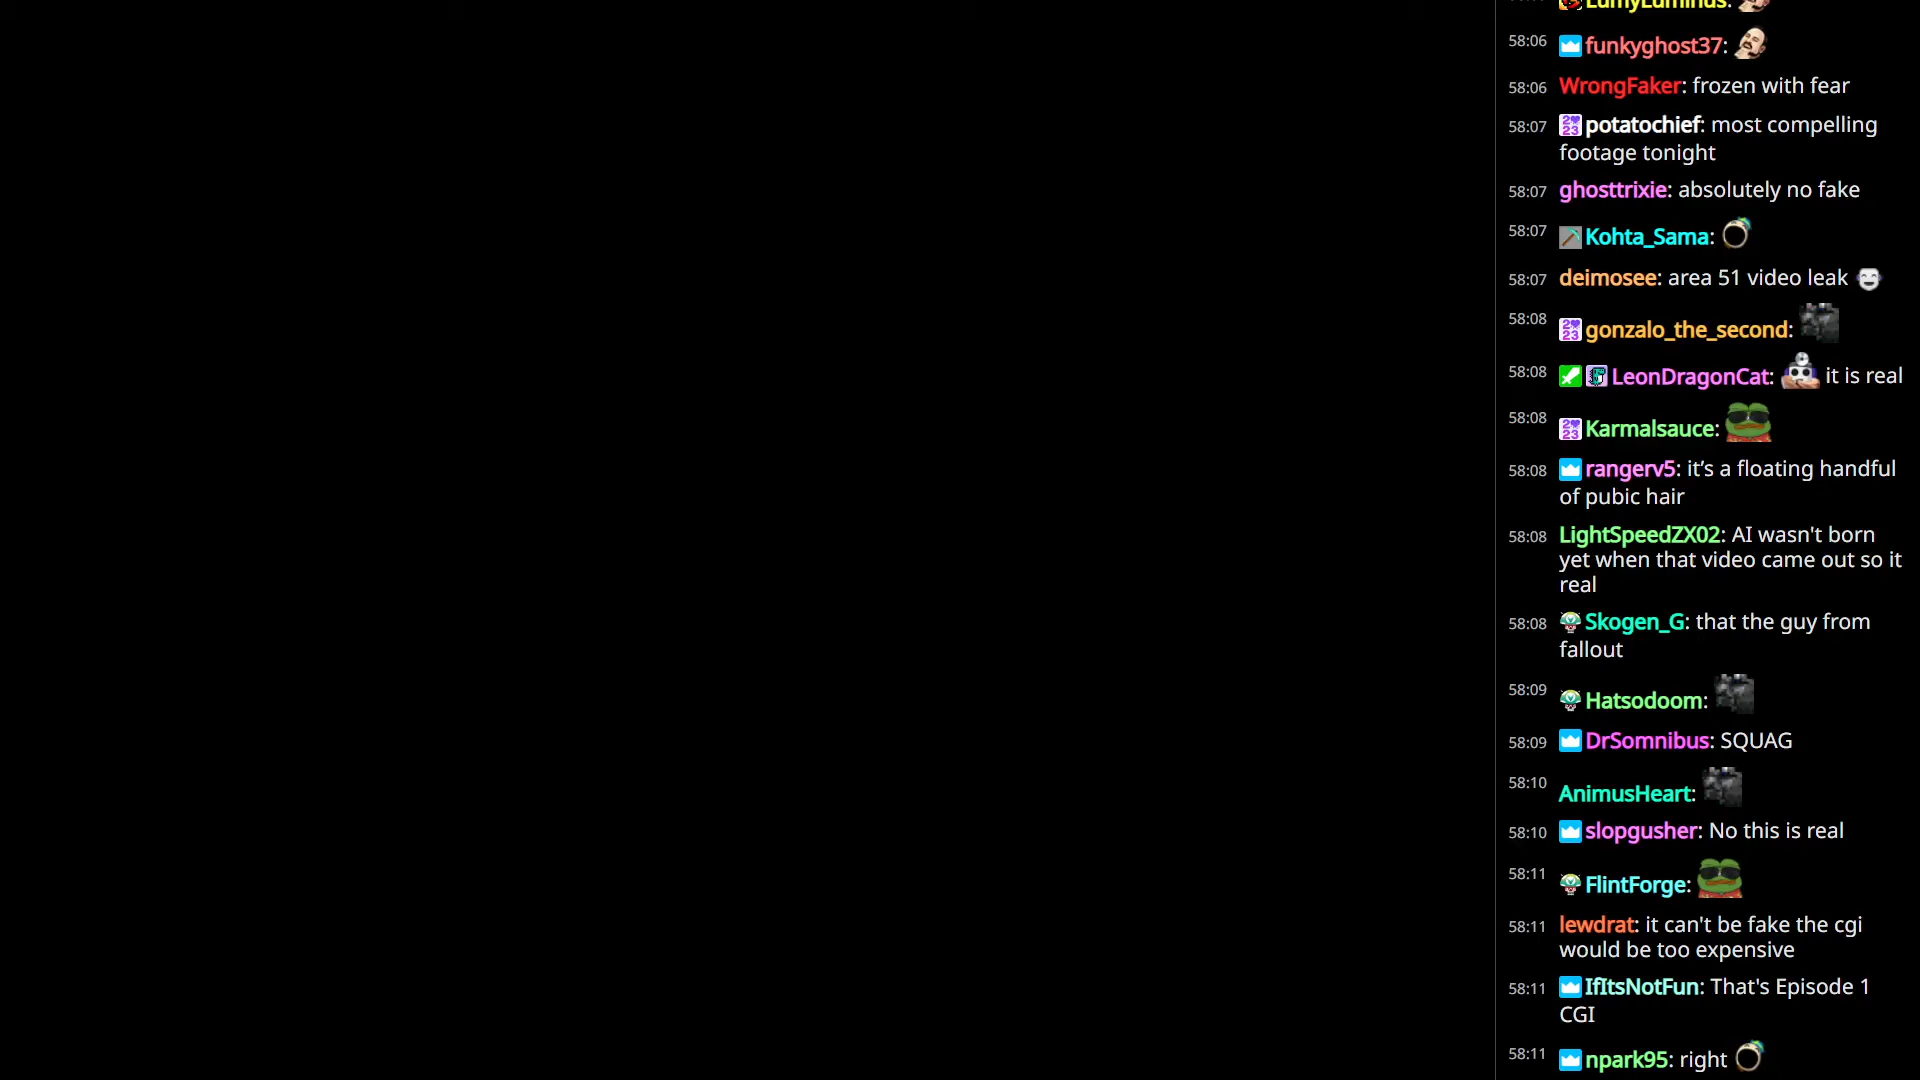 LumyLuminds:
58:06 funkyghost37:
58:06 WrongFaker: frozen with fear
58:07 potatochief: most compelling
footage tonight
58:07 ghosttrixie: absolutely no fake
58:07 Kohta_Sama:
58:07 deimosee: area 51 video leak
58:08 gonzalo_the_second:
58:08 LeonDragonCat: it is real
58:08 Karmalsauce:
58:08 rangerv5: it’s a floating handful
of pubic hair
58:08 LightSpeedZX02: AI wasn't born
yet when that video came out so it
real
58:08 Skogen_G: that the guy from
fallout
58:09 Hatsodoom:
58:09 DrSomnibus: SQUAG
58:10 AnimusHeart:
58:10 slopgusher: No this is real
58:11 FlintForge:
58:11 lewdrat: it can't be fake the cgi
would be too expensive
58:11 IfItsNotFun: That's Episode 1
CGI
58:11 npark95: right